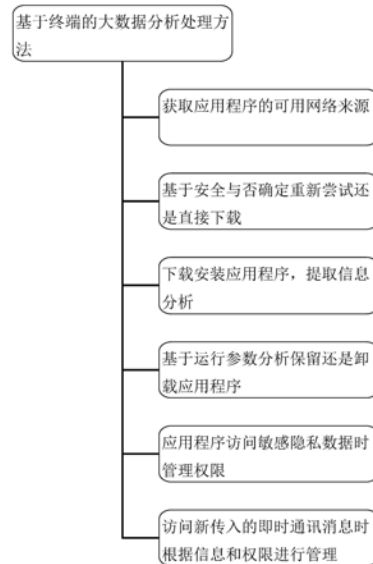 基于终端的大数据分析处理方
法
获取应用程序的可用网络来源
基于安全与否确定重新尝试还
是直接下载
下载安装应用程序，提取信息
分析
基于运行参数分析保留还是卸
载应用程序
应用程序访问敏感隐私数据时
管理权限
访问新传入的即时通讯消息时
根据信息和权限进行管理